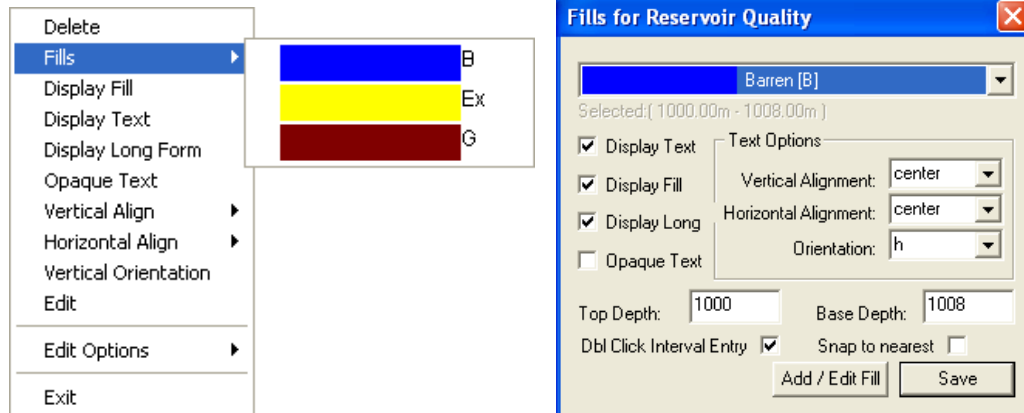 Delete
Fills
Display Fill
Display Text
Display Long Form
Opaque Text
Vertical Align
Horizontal Align
Vertical Orientation
Edit
Edit Options
Exit
B
Ex
G
Fills for Reservoir Quality
Barren [B]
Selected:( 1000.00m - 1008.00m )
Display Text
Display Fill
Display Long
Opaque Text
Text Options
Vertical Alignment: center
Horizontal Alignment: center
Orientation: h
Top Depth: 1000 Base Depth: 1008
Dbl Click Interval Entry Snap to nearest
Add / Edit Fill Save